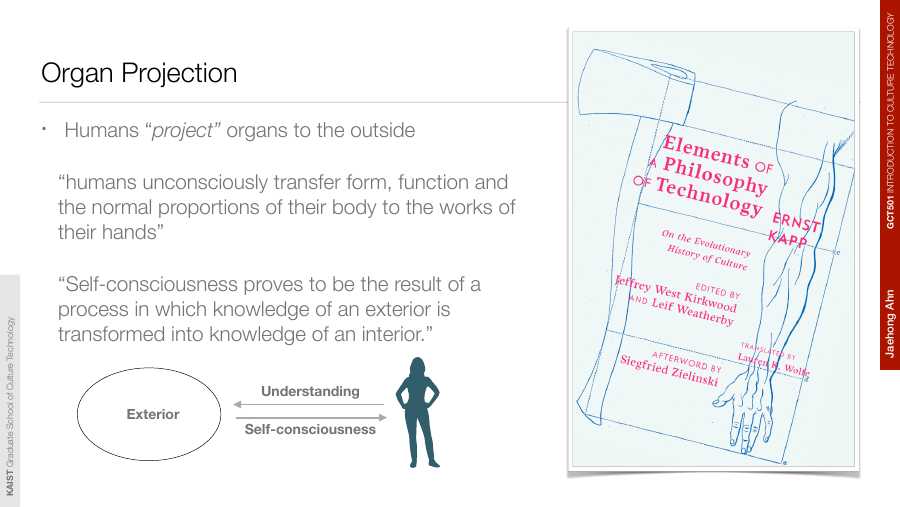 Organ Projection
• Humans “project” organs to the outside
“humans unconsciously transfer form, function and
the normal proportions of their body to the works of
their hands”
“Self-consciousness proves to be the result of a
process in which knowledge of an exterior is
transformed into knowledge of an interior.”
Exterior
Understanding
Self-consciousness
Elements OF
A Philosophy
OF Technology
ERNST
KAPP
On the Evolutionary
History of Culture
EDITED BY
Jeffrey West Kirkwood
AND Leif Weatherby
TRANSLATED BY
Lauren K. Wolfe
AFTERWORD BY
Siegfried Zielinski
GCT501 INTRODUCTION TO CULTURE TECHNOLOGY
Jaehong Ahn
KAIST Graduate School of Culture Technology